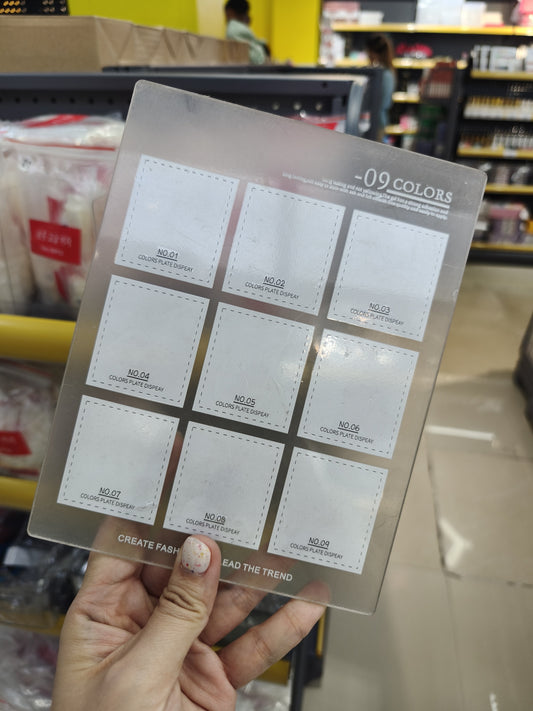 -09 COLORS
NO.01
COLORS PLATE DISPEAY
NO.02
COLORS PLATE DISPEAY
NO.03
COLORS PLATE DISPEAY
NO.04
COLORS PLATE DISPEAY
NO.05
COLORS PLATE DISPEAY
NO.06
COLORS PLATE DISPEAY
NO.07
COLORS PLATE DISPEAY
NO.08
COLORS PLATE DISPEAY
NO.09
COLORS PLATE DISPEAY
CREATE FASH EAD THE TREND